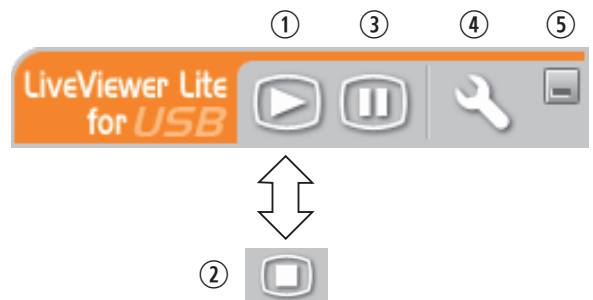 ① ③ ④ ⑤
LiveViewer Lite
for USB
②